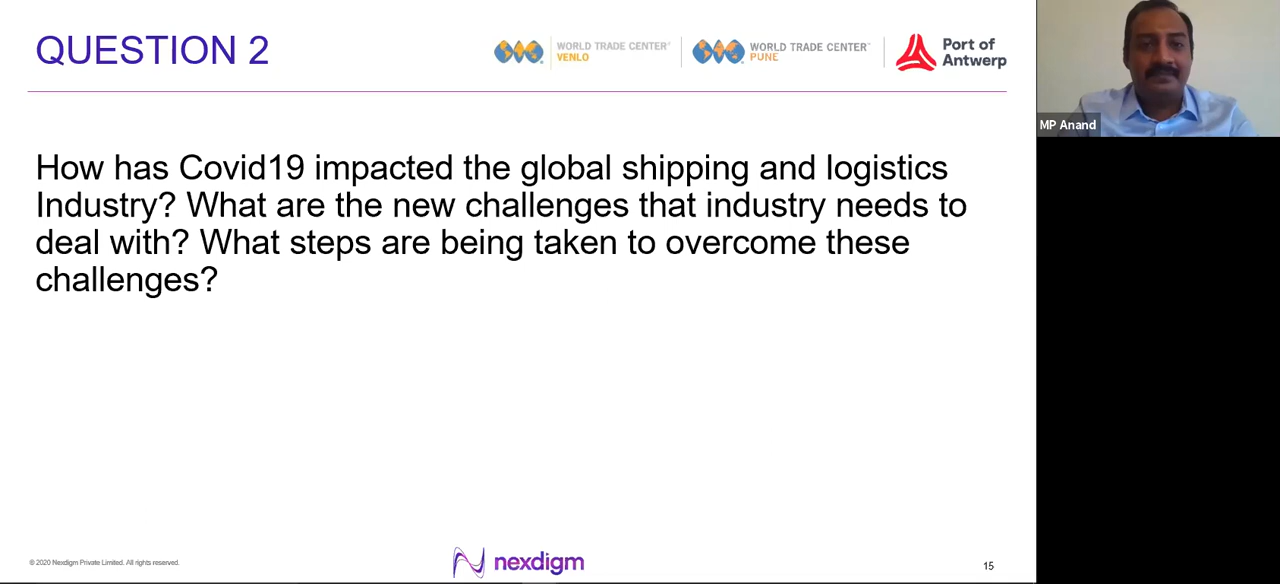 QUESTION 2
WORLD TRADE CENTER
VENLO
WORLD TRADE CENTER
PUNE
Port of
Antwerp
MP Anand
How has Covid19 impacted the global shipping and logistics
Industry? What are the new challenges that industry needs to
deal with? What steps are being taken to overcome these
challenges?
© 2020 Nexdigm Private Limited. All rights reserved.
nexdigm
15